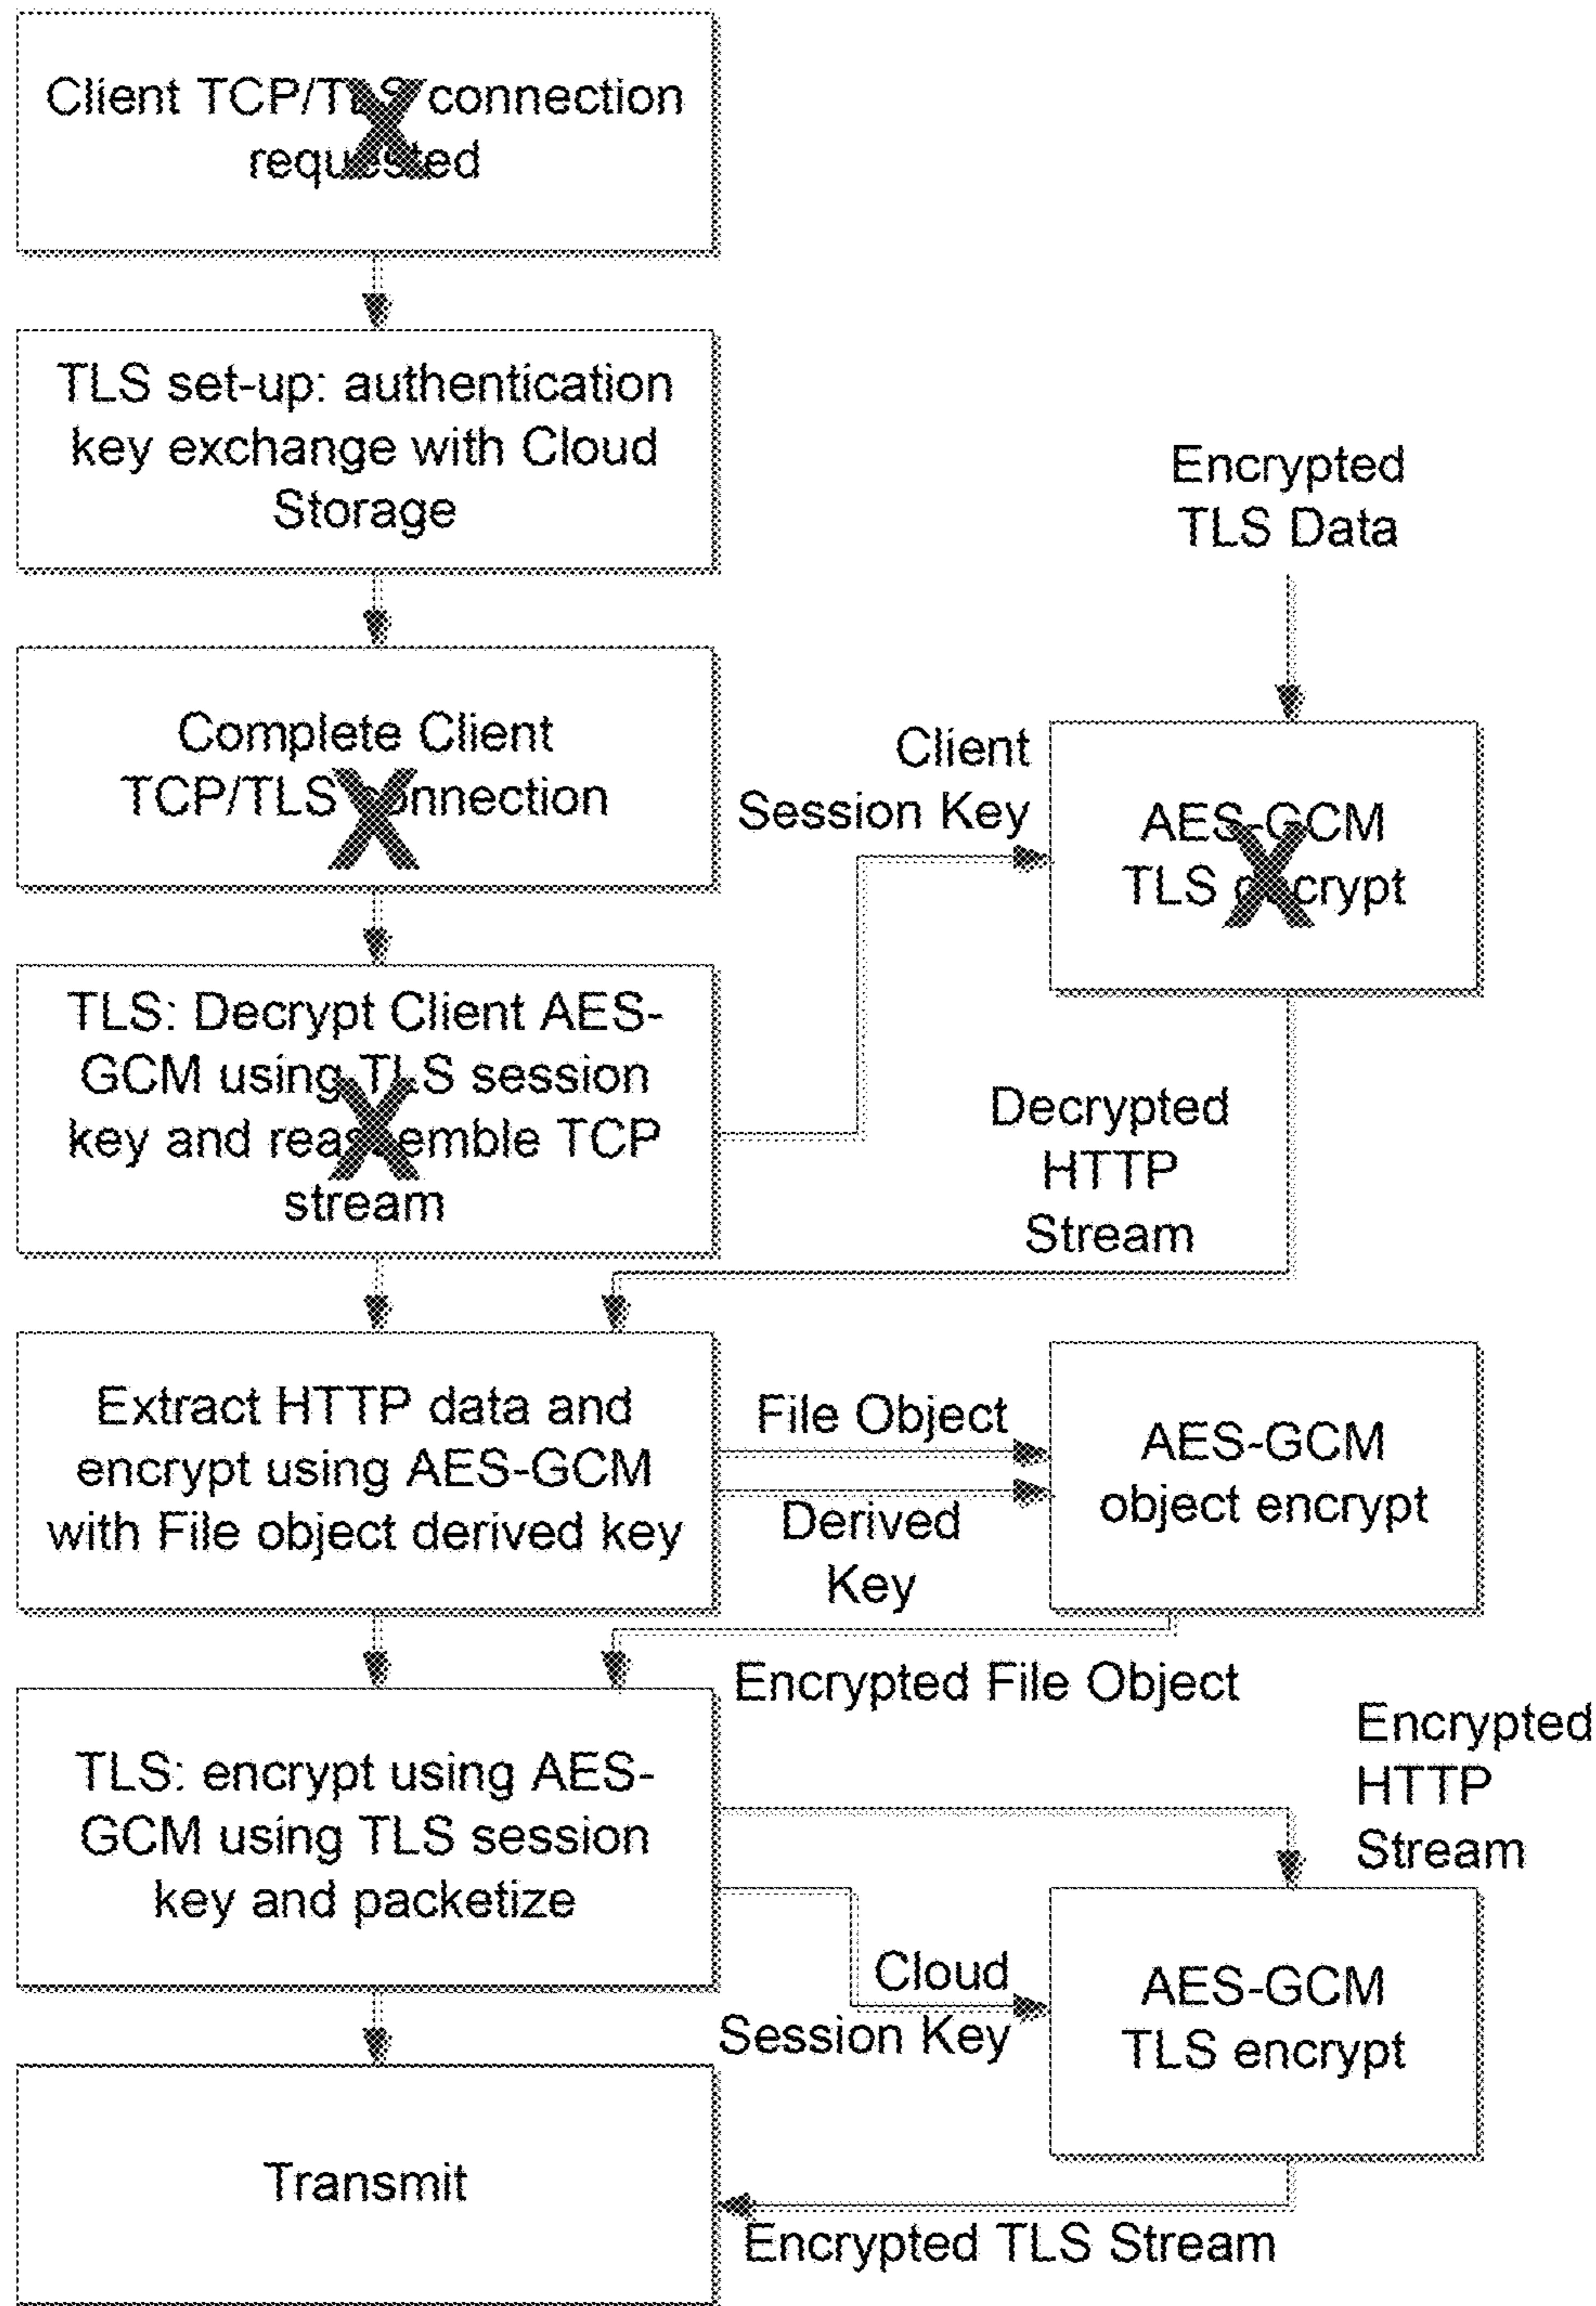 Client TCP/TLS connection
requested
TLS set-up: authentication
key exchange with Cloud
Storage
Encrypted
TLS Data
Complete Client
TCP/TLS connection
Client
Session Key
AES-GCM
TLS decrypt
TLS: Decrypt Client AES-
GCM using TLS session
key and reassemble TCP
stream
Decrypted
HTTP
Stream
Extract HTTP data and
encrypt using AES-GCM
with File object derived key
File Object
Derived
Key
AES-GCM
object encrypt
Encrypted File Object
TLS: encrypt using AES-
GCM using TLS session
key and packetize
Encrypted
HTTP
Stream
Cloud
Session Key
AES-GCM
TLS encrypt
Transmit
Encrypted TLS Stream